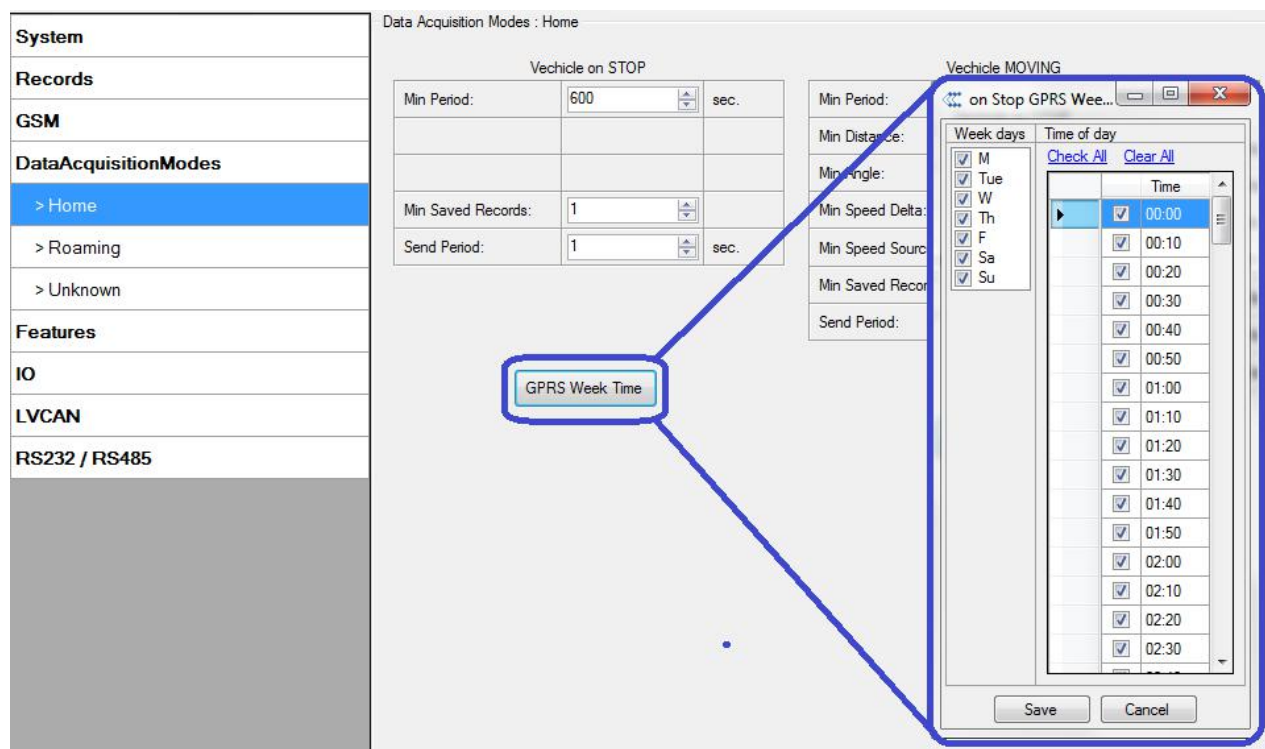 System
Records
GSM
DataAcquisitionModes
> Home
> Roaming
> Unknown
Features
IO
LVCAN
RS232 / RS485
Data Acquisition Modes : Home
Vechicle on STOP
Min Period: 600 sec.
Min Saved Records: 1
Send Period: 1 sec.
GPRS Week Time
Vechicle MOVING
Min Period:
Min Distance:
Min Angle:
Min Speed Delta:
Min Speed Sourc
Min Saved Recor
Send Period:
on Stop GPRS Wee...
Week days
M
Tue
W
Th
F
Sa
Su
Time of day
Check All Clear All
Time
00:00
00:10
00:20
00:30
00:40
00:50
01:00
01:10
01:20
01:30
01:40
01:50
02:00
02:10
02:20
02:30
Save Cancel